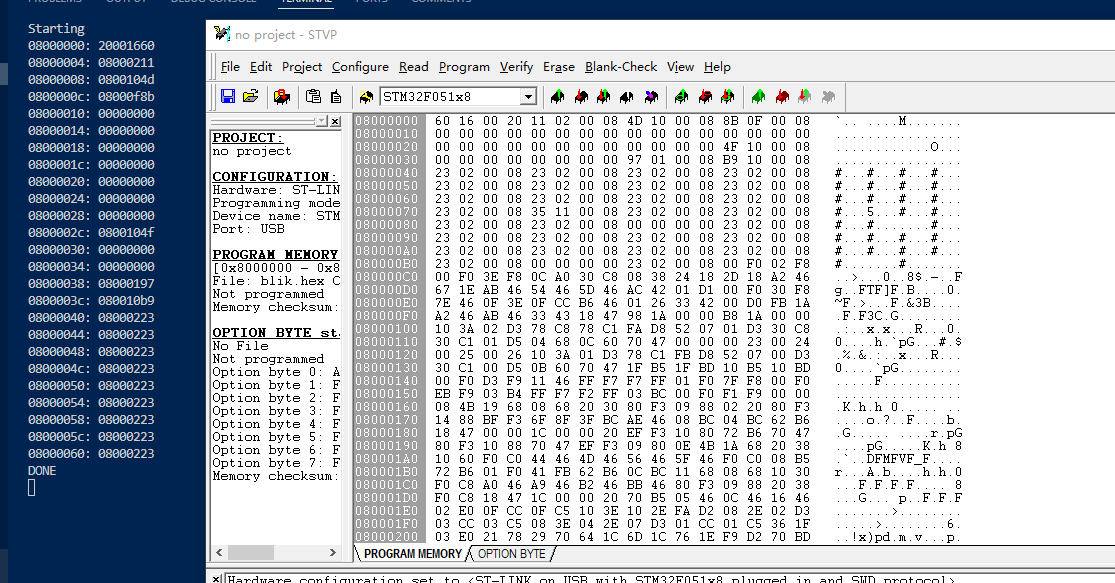 PROBLEMS OUTPUT DEBUG CONSOLE TERMINAL PORTS COMMENTS
Starting
08000000: 20001660
08000004: 08000211
08000008: 0800104d
0800000c: 08000f8b
08000010: 00000000
08000014: 00000000
08000018: 00000000
0800001c: 00000000
08000020: 00000000
08000024: 00000000
08000028: 00000000
0800002c: 0800104f
08000030: 00000000
08000034: 00000000
08000038: 08000197
0800003c: 080010b9
08000040: 08000223
08000044: 08000223
08000048: 08000223
0800004c: 08000223
08000050: 08000223
08000054: 08000223
08000058: 08000223
0800005c: 08000223
08000060: 08000223
DONE
no project - STVP
File Edit Project Configure Read Program Verify Erase Blank-Check View Help
STM32F051x8
PROJECT:
no project
CONFIGURATION:
Hardware: ST-LIN
Programming mode
Device name: STM
Port: USB
PROGRAM MEMORY
[0x8000000 - 0x8
File: blik.hex C
Not programmed
Memory checksum:
OPTION BYTE st
No File
Not programmed
Option byte 0: A
Option byte 1: F
Option byte 2: F
Option byte 3: F
Option byte 4: F
Option byte 5: F
Option byte 6: F
Option byte 7: F
Memory checksum:
08000000 60 16 00 20 11 02 00 08 4D 10 00 08 8B 0F 00 08 `.. ......M.......
08000010 00 00 00 00 00 00 00 00 00 00 00 00 00 00 00 00 ................
08000020 00 00 00 00 00 00 00 00 00 00 00 00 4F 10 00 08 ............O...
08000030 00 00 00 00 00 00 00 00 97 01 00 08 B9 10 00 08 ................
08000040 23 02 00 08 23 02 00 08 23 02 00 08 23 02 00 08 #...#...#...#...
08000050 23 02 00 08 23 02 00 08 23 02 00 08 23 02 00 08 #...#...#...#...
08000060 23 02 00 08 23 02 00 08 23 02 00 08 23 02 00 08 #...#...#...#...
08000070 23 02 00 08 35 11 00 08 23 02 00 08 23 02 00 08 #...5...#...#...
08000080 23 02 00 08 23 02 00 08 23 02 00 08 23 02 00 08 #...#...#...#...
08000090 23 02 00 08 23 02 00 08 23 02 00 08 23 02 00 08 #...#...#...#...
080000A0 23 02 00 08 23 02 00 08 23 02 00 08 23 02 00 08 #...#...#...#...
080000B0 23 02 00 08 00 00 00 00 23 02 00 08 00 F0 02 F8 #.......#.......
080000C0 00 F0 3E F8 0C A0 30 C8 08 38 24 18 2D 18 A2 46 ..>...0..8$.-..F
080000D0 67 1E AB 46 54 46 5D 46 AC 42 01 D1 00 F0 30 F8 g..FTF]F.B....0.
080000E0 7E 46 0F 3E 0F CC B6 46 01 26 33 42 00 D0 FB 1A ~F.>...F.&3B....
080000F0 A2 46 AB 46 33 43 18 47 98 1A 00 00 B8 1A 00 00 .F.F3C.G........
08000100 10 3A 02 D3 78 C8 78 C1 FA D8 52 07 01 D3 30 C8 .:..x.x...R...0.
08000110 30 C1 01 D5 04 68 0C 60 70 47 00 00 00 23 00 24 0....h.`pG...#.$
08000120 00 25 00 26 10 3A 01 D3 78 C1 FB D8 52 07 00 D3 .%.&.:..x...R...
08000130 30 C1 00 D5 0B 60 70 47 1F B5 1F BD 10 B5 10 BD 0....`pG........
08000140 00 F0 D3 F9 11 46 FF F7 F7 FF 01 F0 7F F8 00 F0 .....F..........
08000150 EB F9 03 B4 FF F7 F2 FF 03 BC 00 F0 F1 F9 00 00 ................
08000160 08 4B 19 68 08 68 20 30 80 F3 09 88 02 20 80 F3 .K.h.h 0..... ..
08000170 14 88 BF F3 6F 8F 3F BC AE 46 08 BC 04 BC 62 B6 ....o.?..F....b.
08000180 18 47 00 00 1C 00 00 20 EF F3 10 80 72 B6 70 47 .G..... ....r.pG
08000190 80 F3 10 88 70 47 EF F3 09 80 0E 4B 1A 68 20 38 ....pG.....K.h 8
080001A0 10 60 F0 C0 44 46 4D 46 56 46 5F 46 F0 C0 08 B5 .`..DFMFVF_F....
080001B0 72 B6 01 F0 41 FB 62 B6 0C BC 11 68 08 68 10 30 r...A.b....h.h.0
080001C0 F0 C8 A0 46 A9 46 B2 46 BB 46 80 F3 09 88 20 38 ...F.F.F.F.... 8
080001D0 F0 C8 18 47 1C 00 00 20 70 B5 05 46 0C 46 16 46 ...G... p..F.F.F
080001E0 02 E0 0F CC 0F C5 10 3E 10 2E FA D2 08 2E 02 D3 .......>........
080001F0 03 CC 03 C5 08 3E 04 2E 07 D3 01 CC 01 C5 36 1F .....>........6.
08000200 03 E0 21 78 29 70 64 1C 6D 1C 76 1E F9 D2 70 BD ..!x)pd.m.v...p.
PROGRAM MEMORY OPTION BYTE
Hardware configuration set to <ST-LINK on USB with STM32F051x8 plugged in and SWD protocol>